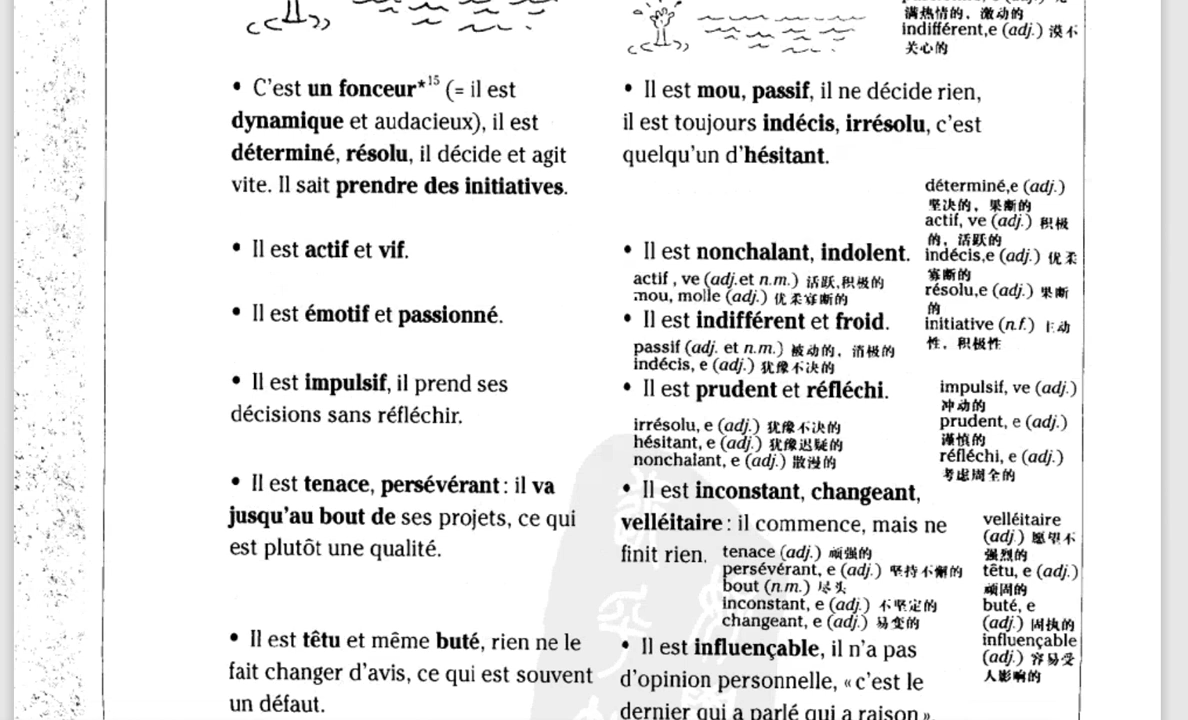 满热情的，激动的
indifférent,e (adj.) 漠不
关心的
• C'est un fonceur*15 (= il est
dynamique et audacieux), il est
déterminé, résolu, il décide et agit
vite. Il sait prendre des initiatives.
• Il est mou, passif, il ne décide rien,
il est toujours indécis, irrésolu, c'est
quelqu'un d'hésitant.
déterminé,e (adj.)
坚决的，果断的
actif, ve (adj.) 积极
的，活跃的
indécis,e (adj.) 优柔
寡断的
résolu,e (adj.) 果断
的
initiative (n.f.) 主动
性，积极性
• Il est actif et vif.
• Il est nonchalant, indolent.
actif , ve (adj.et n.m.) 活跃,积极的
mou, molle (adj.) 优柔寡断的
• Il est émotif et passionné.
• Il est indifférent et froid.
passif (adj. et n.m.) 被动的，消极的
indécis, e (adj.) 犹豫不决的
• Il est impulsif, il prend ses
décisions sans réfléchir.
• Il est prudent et réfléchi.
irrésolu, e (adj.) 犹豫不决的
hésitant, e (adj.) 犹豫迟疑的
nonchalant, e (adj.) 散漫的
impulsif, ve (adj.)
冲动的
prudent, e (adj.)
谨慎的
réfléchi, e (adj.)
考虑周全的
• Il est tenace, persévérant : il va
jusqu'au bout de ses projets, ce qui
est plutôt une qualité.
• Il est inconstant, changeant,
velléitaire : il commence, mais ne
finit rien.
tenace (adj.) 顽强的
persévérant, e (adj.) 坚持不懈的
bout (n.m.) 尽头
inconstant, e (adj.) 不坚定的
changeant, e (adj.) 易变的
velléitaire
(adj.) 愿望不
强烈的
têtu, e (adj.)
顽固的
buté, e
(adj.) 固执的
influençable
(adj.) 容易受
人影响的
• Il est têtu et même buté, rien ne le
fait changer d'avis, ce qui est souvent
un défaut.
• Il est influençable, il n'a pas
d'opinion personnelle, « c'est le
dernier qui a parlé qui a raison ».